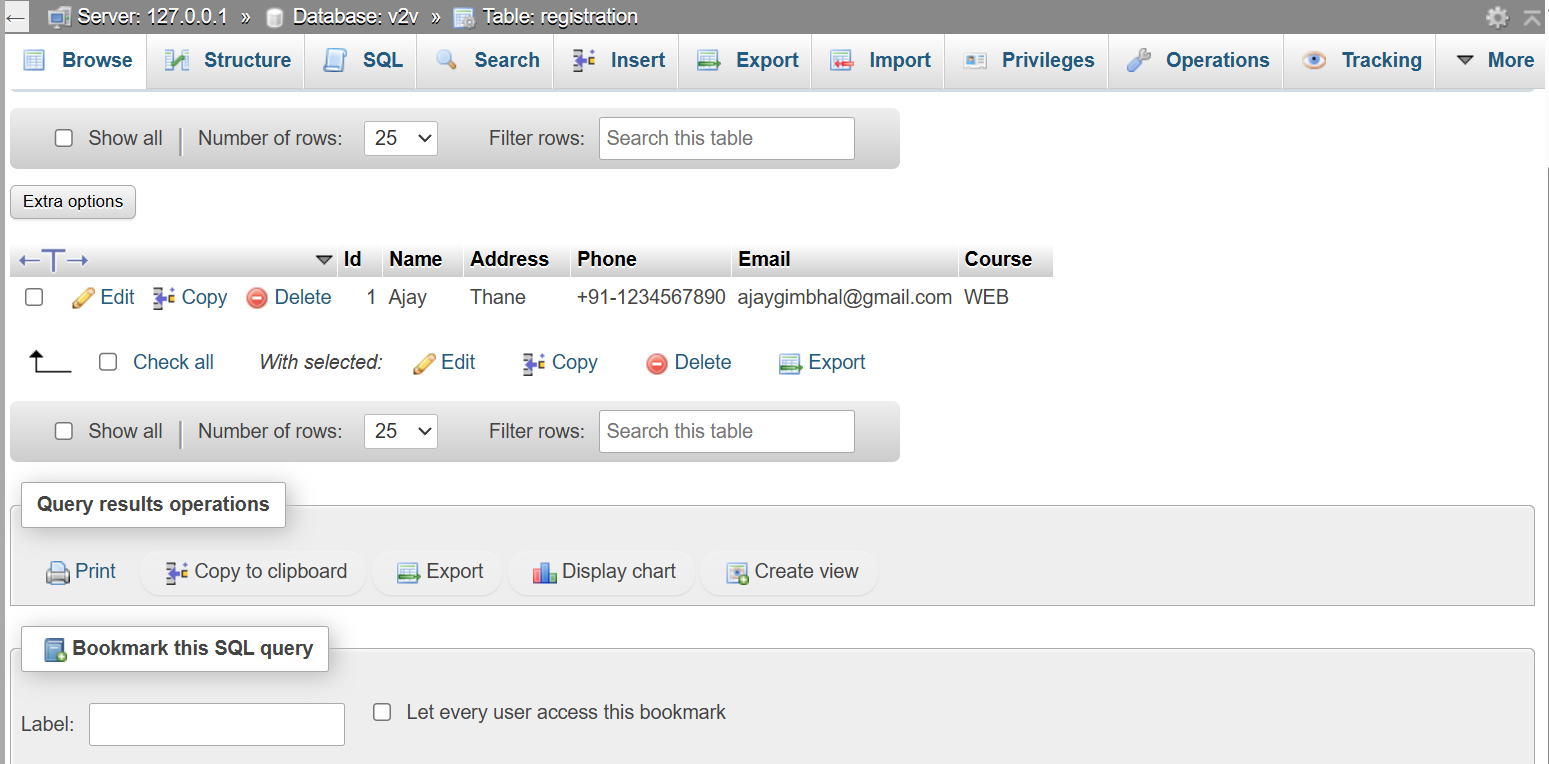 Server: 127.0.0.1 » Database: v2v » Table: registration
Browse Structure SQL Search Insert Export Import Privileges Operations Tracking More
Show all Number of rows: 25 Filter rows: Search this table
Extra options
Id Name Address Phone Email Course
Edit Copy Delete 1 Ajay Thane +91-1234567890 ajaygimbhal@gmail.com WEB
Check all With selected: Edit Copy Delete Export
Show all Number of rows: 25 Filter rows: Search this table
Query results operations
Print Copy to clipboard Export Display chart Create view
Bookmark this SQL query
Label: Let every user access this bookmark